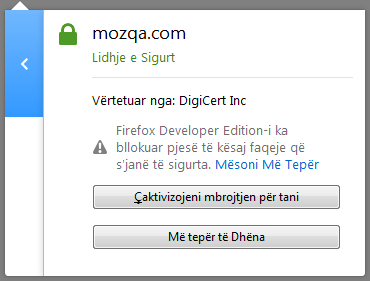 mozqa.com
Lidhje e Sigurt
Vërtetuar nga: DigiCert Inc
Firefox Developer Edition-i ka
bllokuar pjesë të kësaj faqeje që
s'janë të sigurta. Mësoni Më Tepër
Çaktivizojeni mbrojtjen për tani
Më tepër të Dhëna